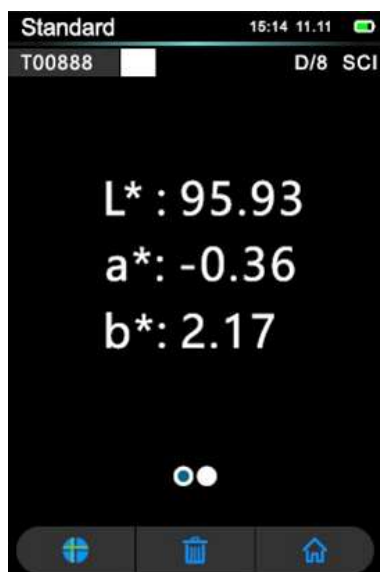 Standard 15:14 11.11
T00888 D/8 SCI
L* : 95.93
a*: -0.36
b*: 2.17